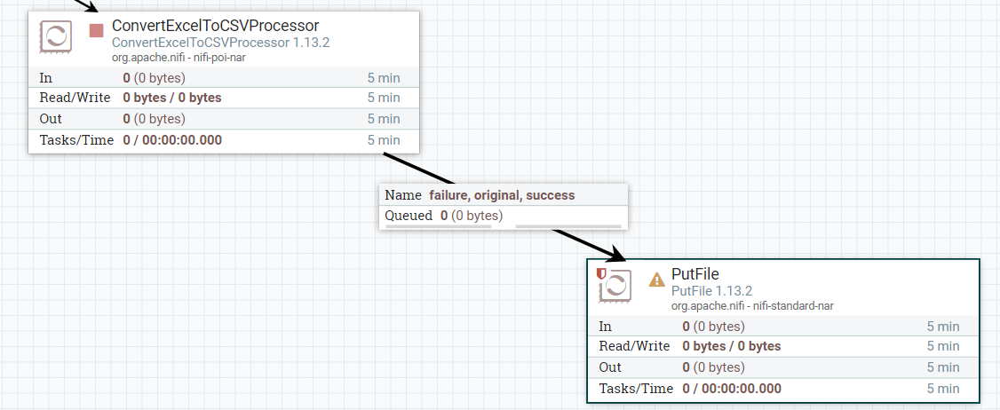 ConvertExcelToCSVProcessor
ConvertExcelToCSVProcessor 1.13.2
org.apache.nifi - nifi-poi-nar
In 0 (0 bytes) 5 min
Read/Write 0 bytes / 0 bytes 5 min
Out 0 (0 bytes) 5 min
Tasks/Time 0 / 00:00:00.000 5 min
Name failure, original, success
Queued 0 (0 bytes)
PutFile
PutFile 1.13.2
org.apache.nifi - nifi-standard-nar
In 0 (0 bytes) 5 min
Read/Write 0 bytes / 0 bytes 5 min
Out 0 (0 bytes) 5 min
Tasks/Time 0 / 00:00:00.000 5 min